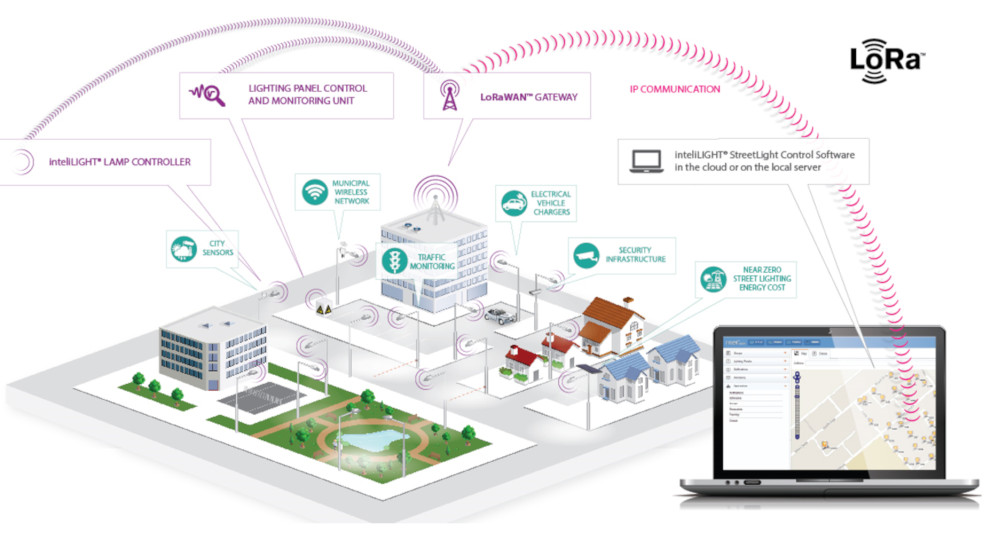 LoRa™
LIGHTING PANEL CONTROL
AND MONITORING UNIT
LoRaWAN™ GATEWAY
IP COMMUNICATION
inteliLIGHT® LAMP CONTROLLER
inteliLIGHT® StreetLight Control Software
in the cloud or on the local server
MUNICIPAL
WIRELESS
NETWORK
ELECTRICAL
VEHICLE
CHARGERS
CITY
SENSORS
TRAFFIC
MONITORING
SECURITY
INFRASTRUCTURE
NEAR ZERO
STREET LIGHTING
ENERGY COST